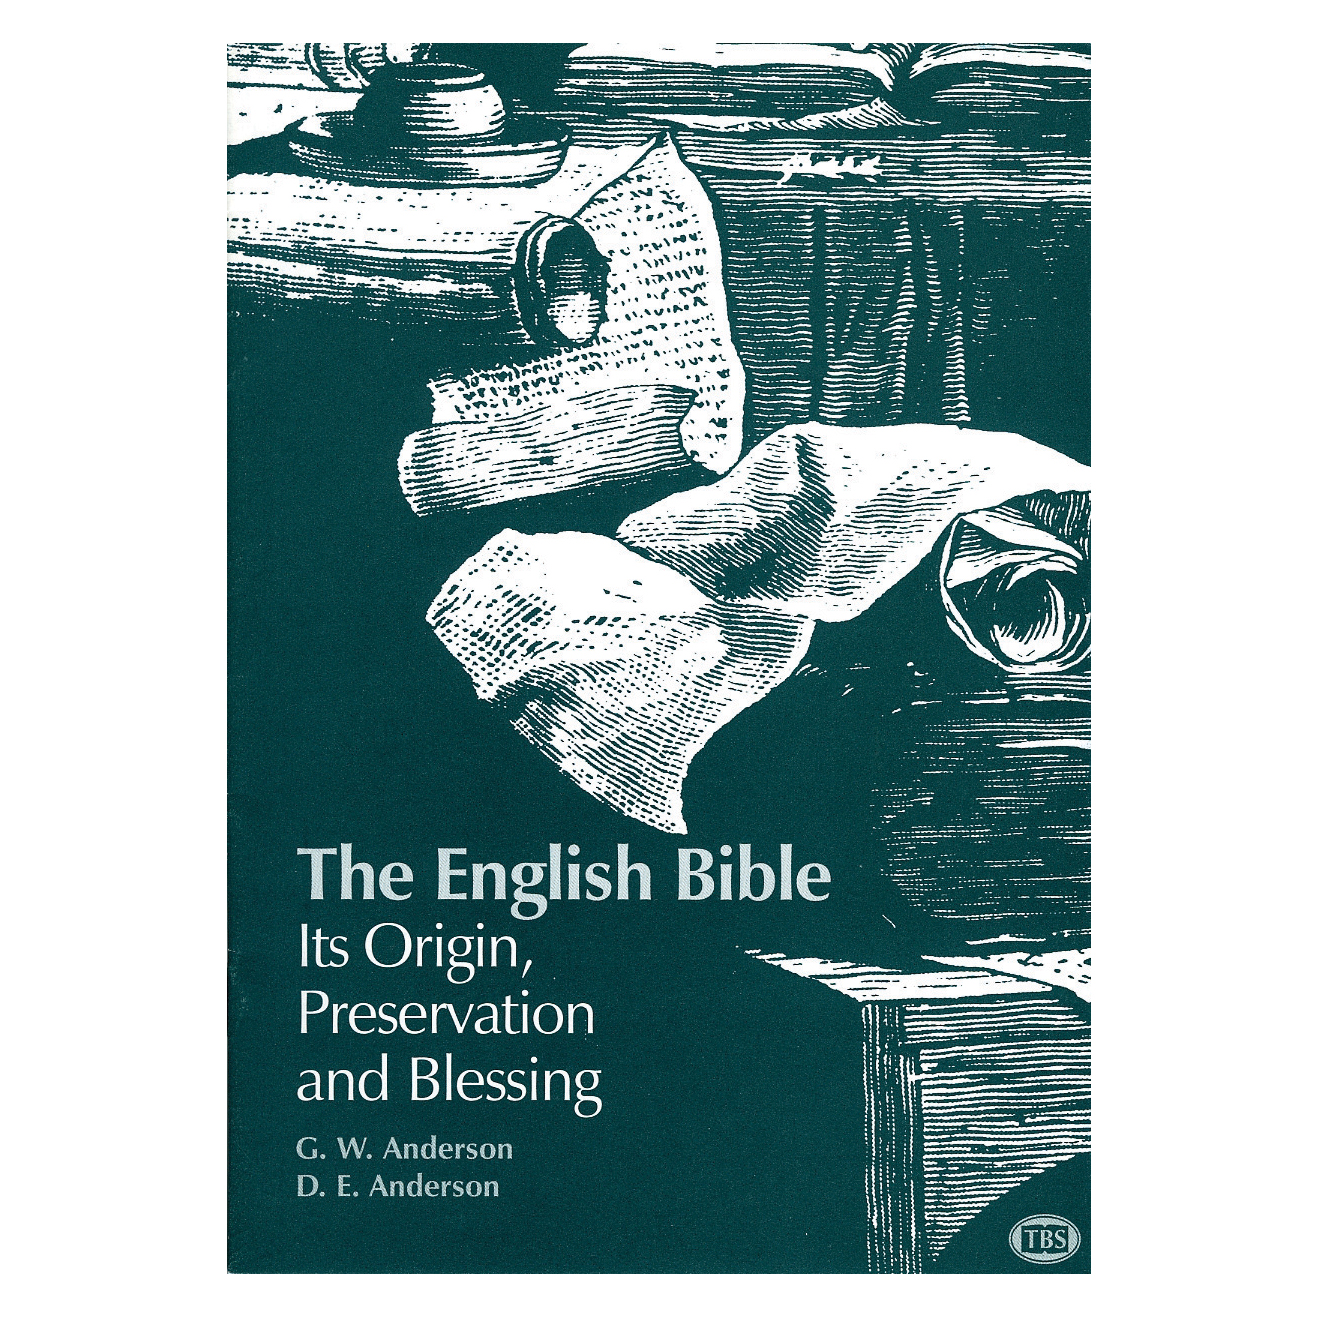 The English Bible
Its Origin,
Preservation
and Blessing
G. W. Anderson
D. E. Anderson
TBS